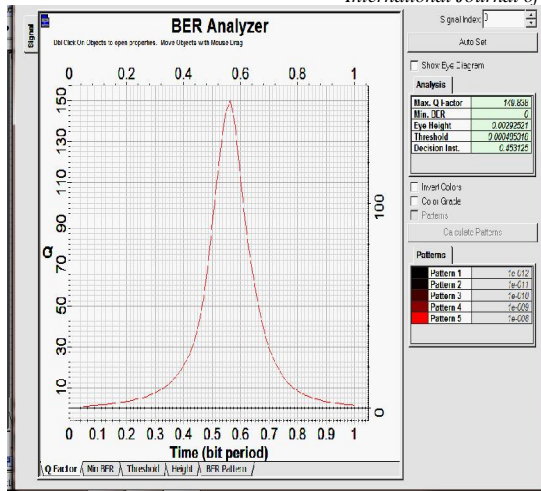 International Journal of
Signal
BER Analyzer
Dbl Click On Objects to open properties. Move Objects with Mouse Drag
0 0.2 0.4 0.6 0.8 1
150
130
110
90
70
60
30
10
Q
100
0
0 0.1 0.2 0.3 0.4 0.5 0.6 0.7 0.8 0.9 1
Time (bit period)
Q Factor Min BER Threshold Height BER Pattern
Signal Index: 0
Auto Set
Show Eye Diagram
Analysis
Max. Q Factor 149.838
Min. BER 0
Eye Height 0.00292521
Threshold
Decision Inst. 0.453125
Invert Colors
Color Grade
Patterns
Calculate Patterns
Patterns
Pattern 1 1e-012
Pattern 2 1e-011
Pattern 3 1e-010
Pattern 4 1e-009
Pattern 5 1e-008